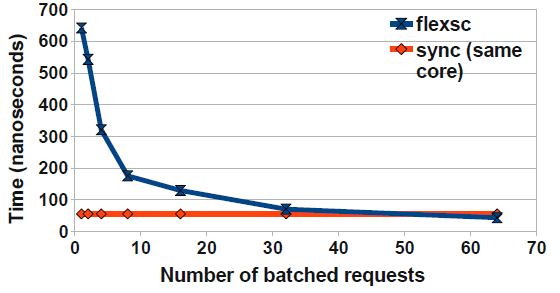 700
600
500
400
300
200
100
0
0 10 20 30 40 50 60 70
Time (nanoseconds)
Number of batched requests
flexsc
sync (same
core)